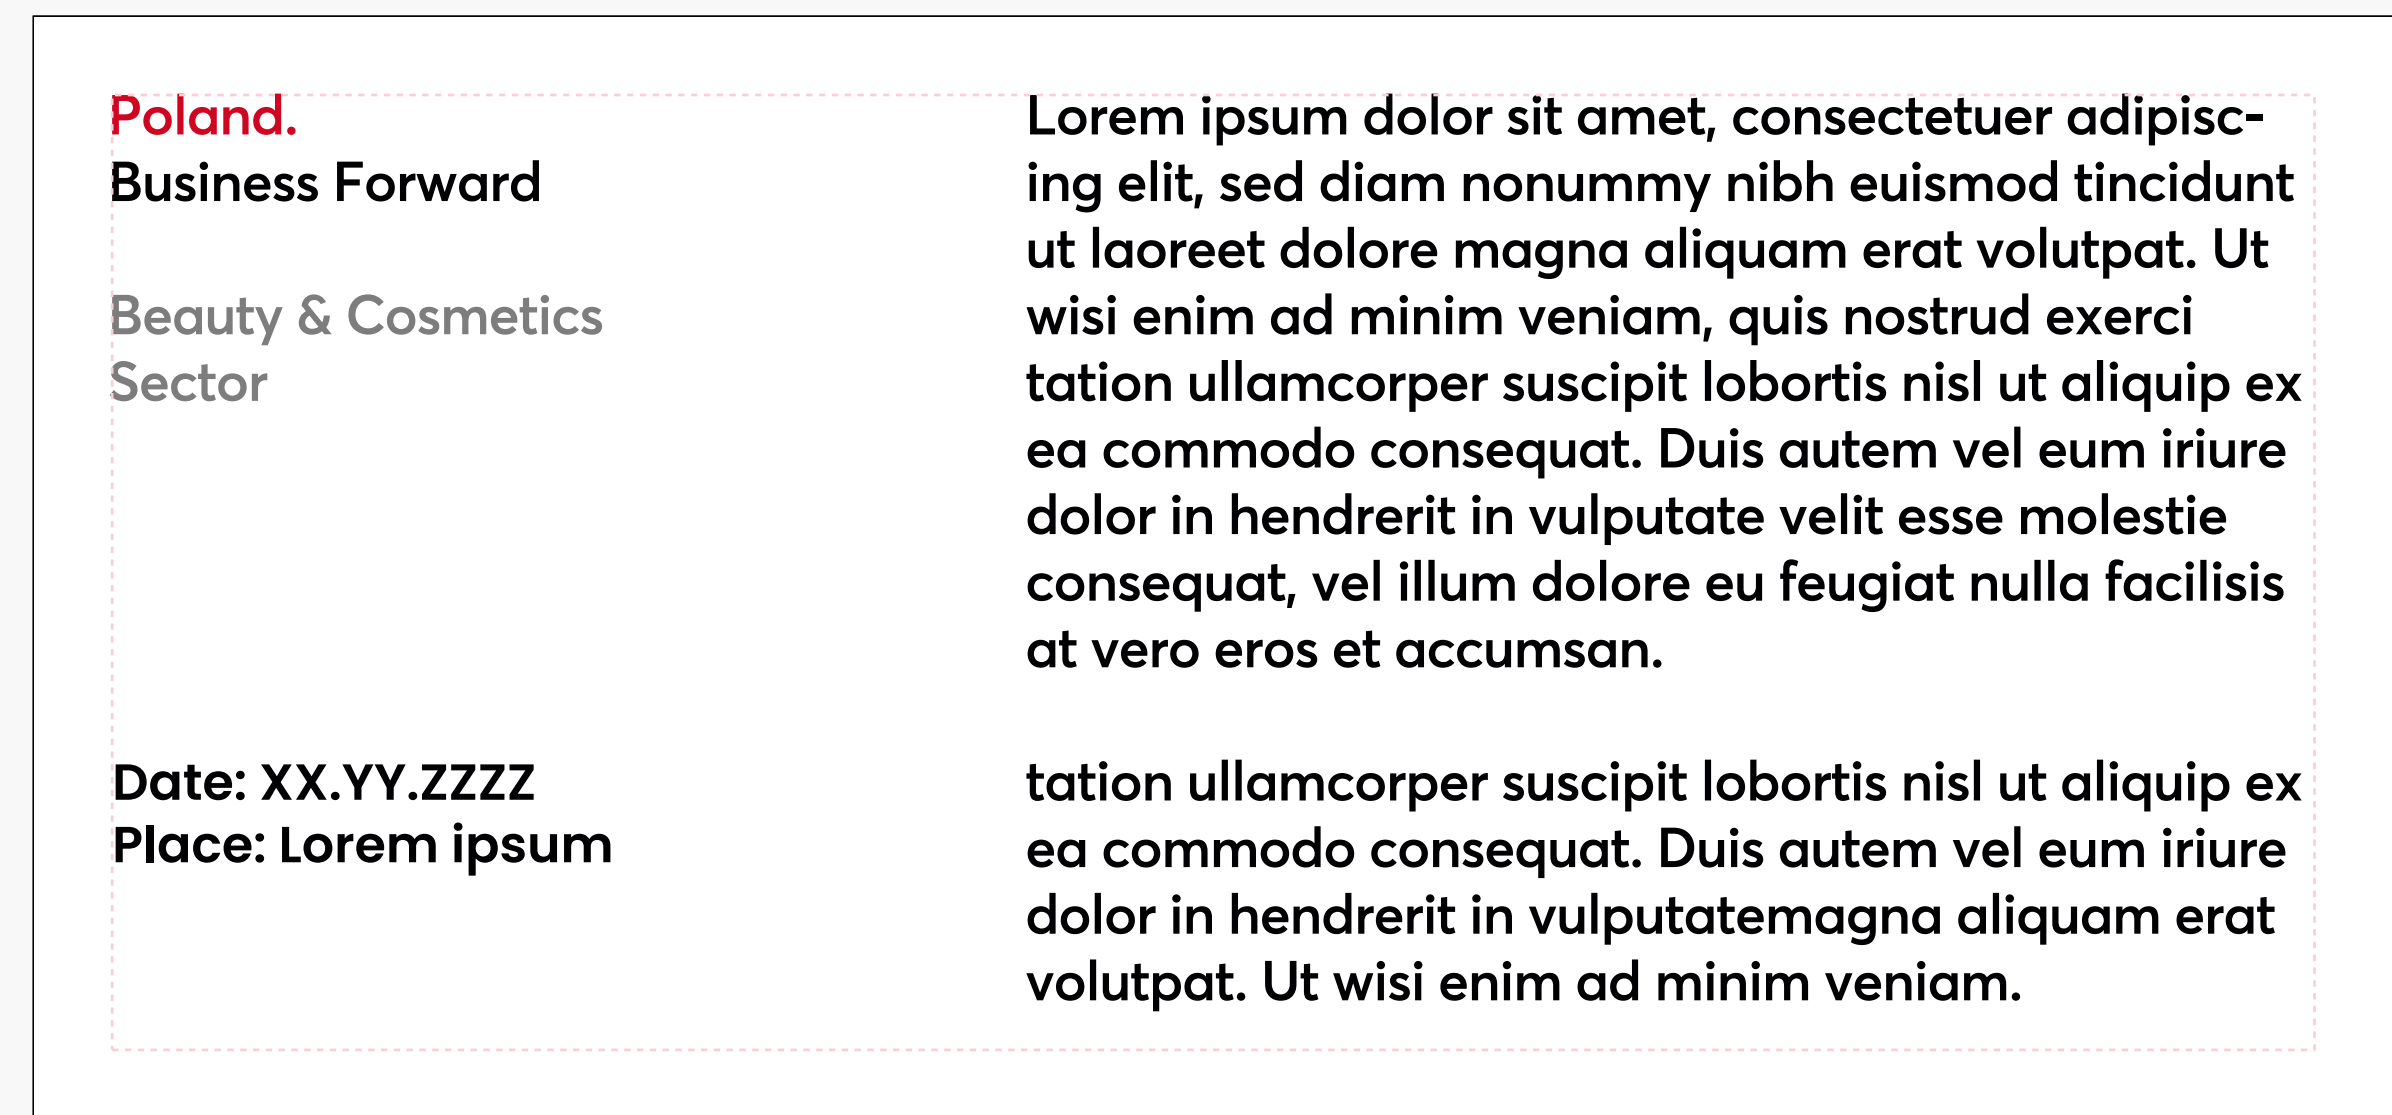 Poland.
Business Forward
Beauty & Cosmetics
Sector
Date: XX.YY.ZZZZ
Place: Lorem ipsum
Lorem ipsum dolor sit amet, consectetuer adipisc-
ing elit, sed diam nonummy nibh euismod tincidunt
ut laoreet dolore magna aliquam erat volutpat. Ut
wisi enim ad minim veniam, quis nostrud exerci
tation ullamcorper suscipit lobortis nisl ut aliquip ex
ea commodo consequat. Duis autem vel eum iriure
dolor in hendrerit in vulputate velit esse molestie
consequat, vel illum dolore eu feugiat nulla facilisis
at vero eros et accumsan.
tation ullamcorper suscipit lobortis nisl ut aliquip ex
ea commodo consequat. Duis autem vel eum iriure
dolor in hendrerit in vulputatemagna aliquam erat
volutpat. Ut wisi enim ad minim veniam.